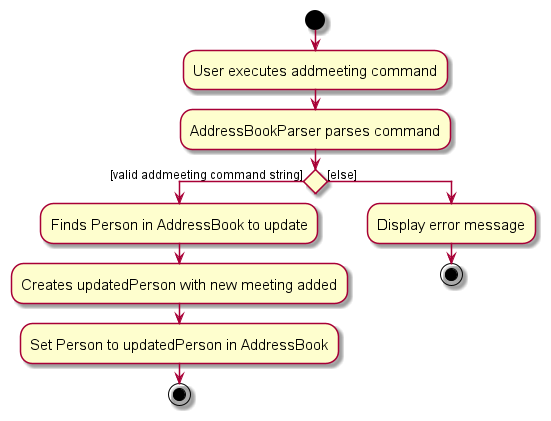 User executes addmeeting command
AddressBookParser parses command
[valid addmeeting command string]
[else]
Finds Person in AddressBook to update
Display error message
Creates updatedPerson with new meeting added
Set Person to updatedPerson in AddressBook